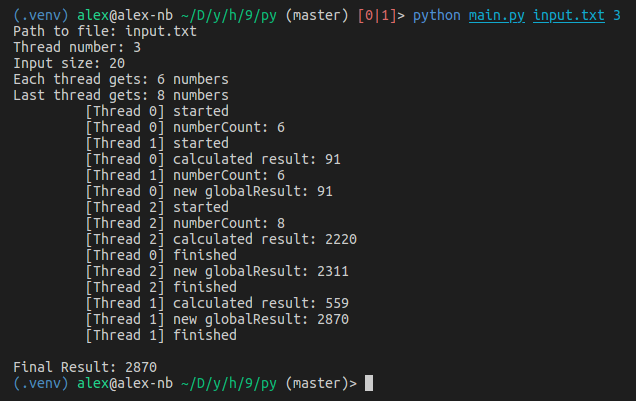 (.venv) alex@alex-nb ~/D/y/h/9/py (master) [0|1]> python main.py input.txt 3
Path to file: input.txt
Thread number: 3
Input size: 20
Each thread gets: 6 numbers
Last thread gets: 8 numbers
[Thread 0] started
[Thread 0] numberCount: 6
[Thread 1] started
[Thread 0] calculated result: 91
[Thread 1] numberCount: 6
[Thread 0] new globalResult: 91
[Thread 2] started
[Thread 2] numberCount: 8
[Thread 2] calculated result: 2220
[Thread 0] finished
[Thread 2] new globalResult: 2311
[Thread 2] finished
[Thread 1] calculated result: 559
[Thread 1] new globalResult: 2870
[Thread 1] finished
Final Result: 2870
(.venv) alex@alex-nb ~/D/y/h/9/py (master)>